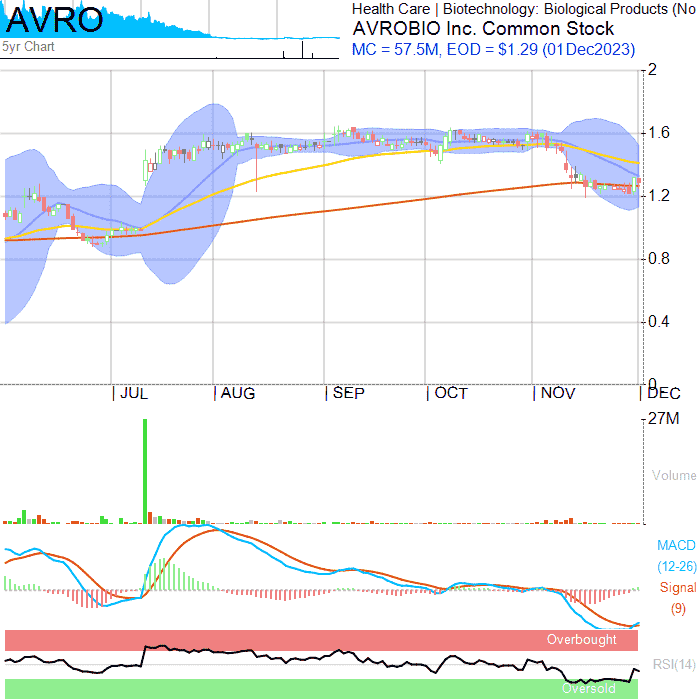 AVRO
5yr Chart
Health Care | Biotechnology: Biological Products (No
AVROBIO Inc. Common Stock
MC = 57.5M, EOD = $1.29 (01Dec2023)
2
1.6
1.2
0.8
0.4
0
JUL AUG SEP OCT NOV DEC
27M
Volume
MACD
(12-26)
Signal
(9)
Overbought
RSI(14)
Oversold